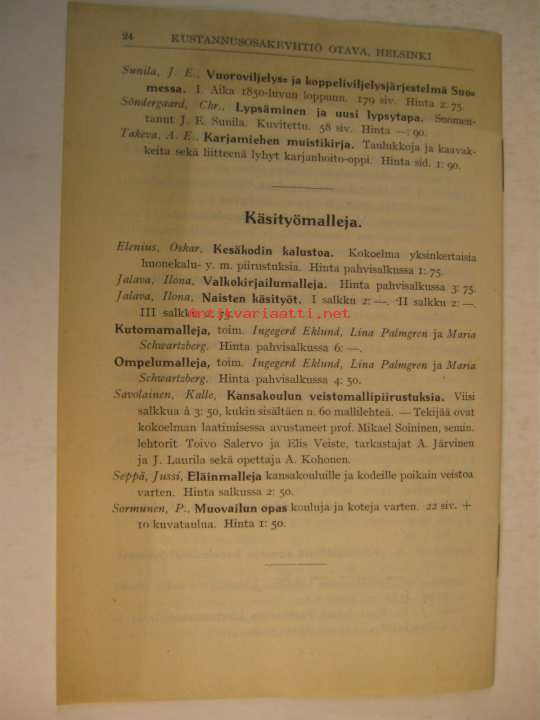 24 KUSTANNUSOSAKEYHTIÖ OTAVA, HELSINKI
Sunila, J. E., Vuoroviljelys= ja koppeliviljelysjärjestelmä Suo=
messa. I. Aika 1850-luvun loppuun. 179 siv. Hinta 2: 75.
Söndergaard, Chr., Lypsäminen ja uusi lypsytapa. Suomen-
tanut J. E. Sunila. Kuvitettu. 58 siv. Hinta —: 90.
Takeva, A. E., Karjamiehen muistikirja. Taulukkoja ja kaavak-
keita sekä liitteenä lyhyt karjanhoito-oppi. Hinta sid. 1: 90.
Käsityömalleja.
Elenius, Oskar, Kesäkodin kalustoa. Kokoelma yksinkertaisia
huonekalu- y. m. piirustuksia. Hinta pahvisalkussa 1: 75.
Jalava, Ilona, Valkokirjailumalleja. Hinta pahvisalkussa 3: 75.
Jalava, Ilona, Naisten käsityöt. I salkku 2: —. II salkku 2: —.
III salkku
antikvariaatti.net
Kutomamalleja, toim. Ingegerd Eklund, Lina Palmgren ja Maria
Schwartzberg. Hinta pahvisalkussa 6: —.
Ompelumalleja, toim. Ingegerd Eklund, Lina Palmgren ja Maria
Schwartzberg. Hinta pahvisalkussa 4: 50.
Savolainen, Kalle, Kansakoulun veistomallipiirustuksia. Viisi
salkkua à 3: 50, kukin sisältäen n. 60 mallilehteä. — Tekijää ovat
kokoelman laatimisessa avustaneet prof. Mikael Soininen, semin.
lehtorit Toivo Salervo ja Elis Veiste, tarkastajat A. Järvinen
ja J. Laurila sekä opettaja A. Kohonen.
Seppä, Jussi, Eläinmalleja kansakouluille ja kodeille poikain veistoa
varten. Hinta salkussa 2: 50.
Sormunen, P., Muovailun opas kouluja ja koteja varten. 22 siv. +
10 kuvataulua. Hinta 1: 50.